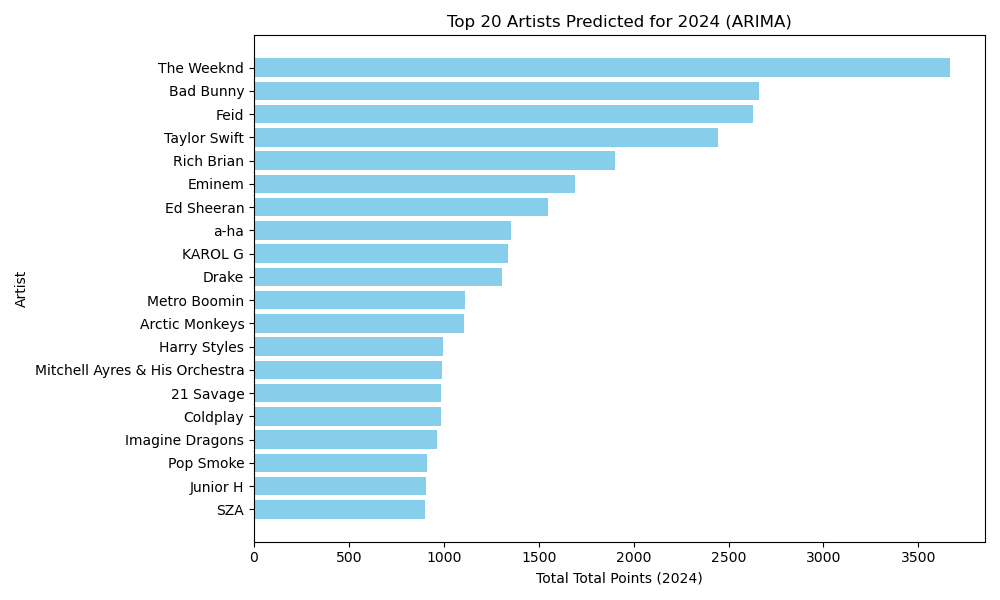 Top 20 Artists Predicted for 2024 (ARIMA)
Artist
The Weeknd
Bad Bunny
Feid
Taylor Swift
Rich Brian
Eminem
Ed Sheeran
a-ha
KAROL G
Drake
Metro Boomin
Arctic Monkeys
Harry Styles
Mitchell Ayres & His Orchestra
21 Savage
Coldplay
Imagine Dragons
Pop Smoke
Junior H
SZA
0 500 1000 1500 2000 2500 3000 3500
Total Total Points (2024)